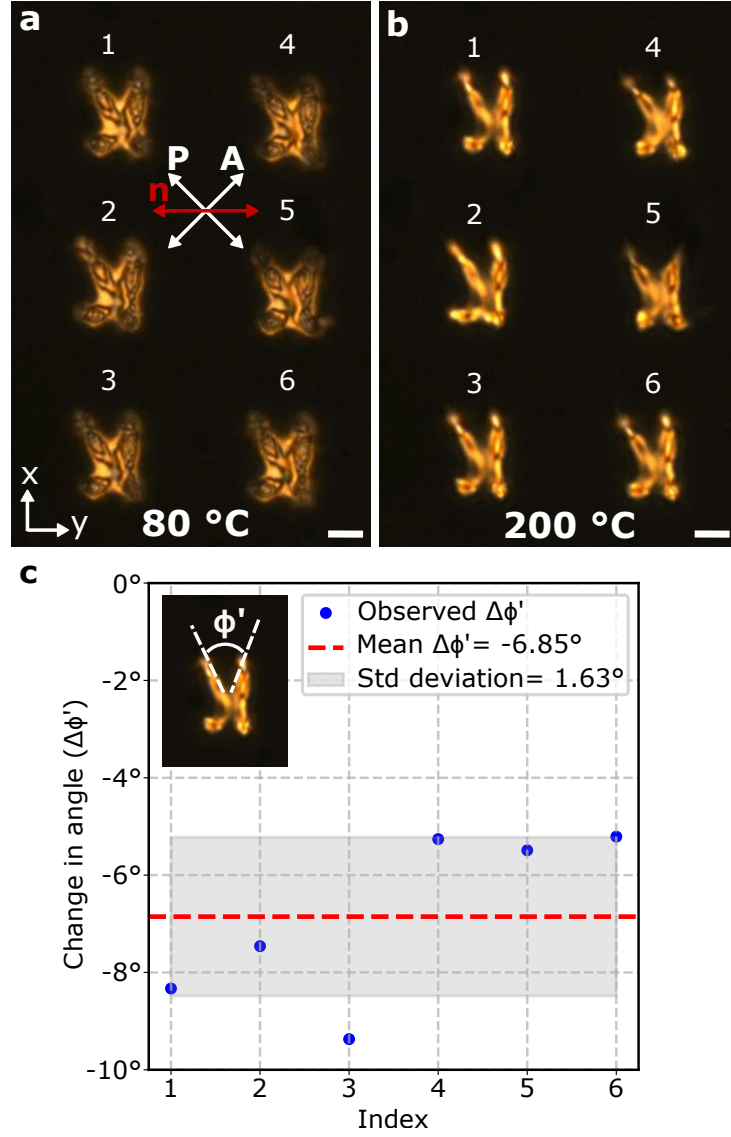 a
1 4
P A
n
2 5
3 6
x
y
80 °C
b
1 4
2 5
3 6
200 °C
c
0°
-2°
-4°
-6°
-8°
-10°
Change in angle (Δϕ')
ϕ'
Observed Δϕ'
Mean Δϕ'= -6.85°
Std deviation= 1.63°
1 2 3 4 5 6
Index